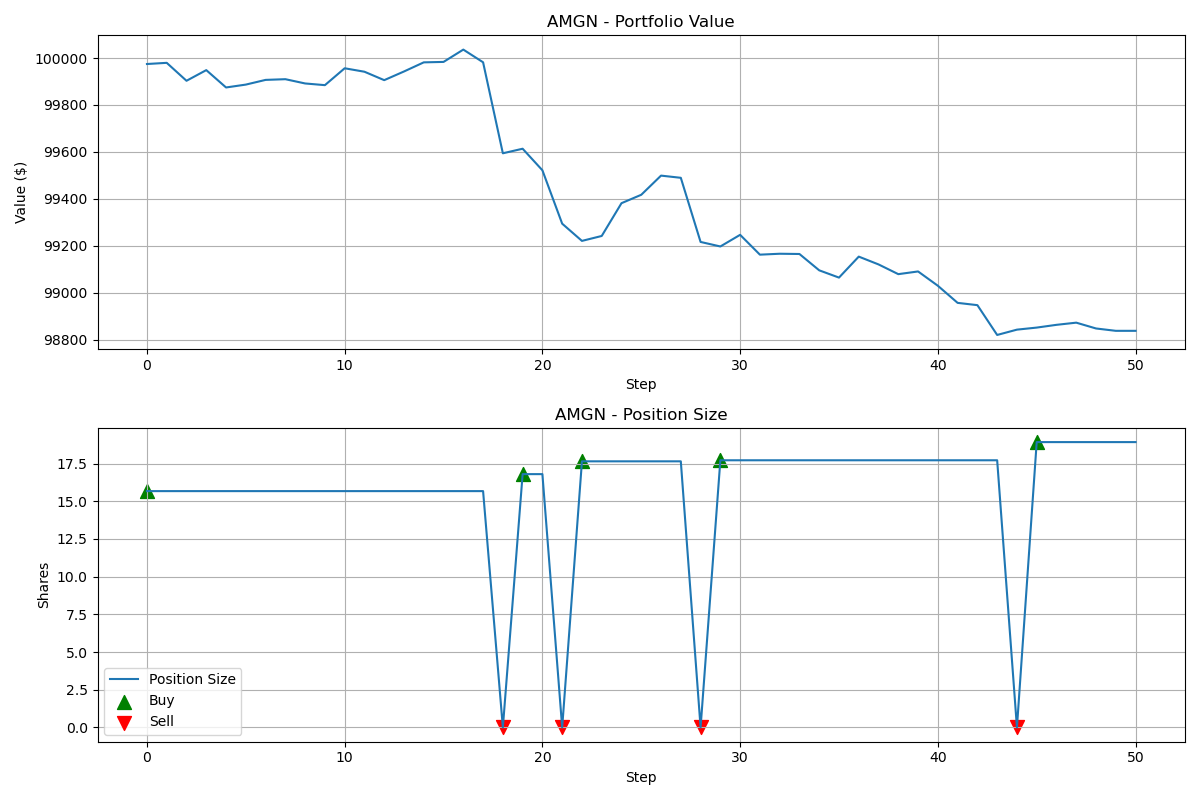 AMGN - Portfolio Value
Value ($)
100000
99800
99600
99400
99200
99000
98800
0 10 20 30 40 50
Step
AMGN - Position Size
Shares
17.5
15.0
12.5
10.0
7.5
5.0
2.5
0.0
Position Size
Buy
Sell
0 10 20 30 40 50
Step